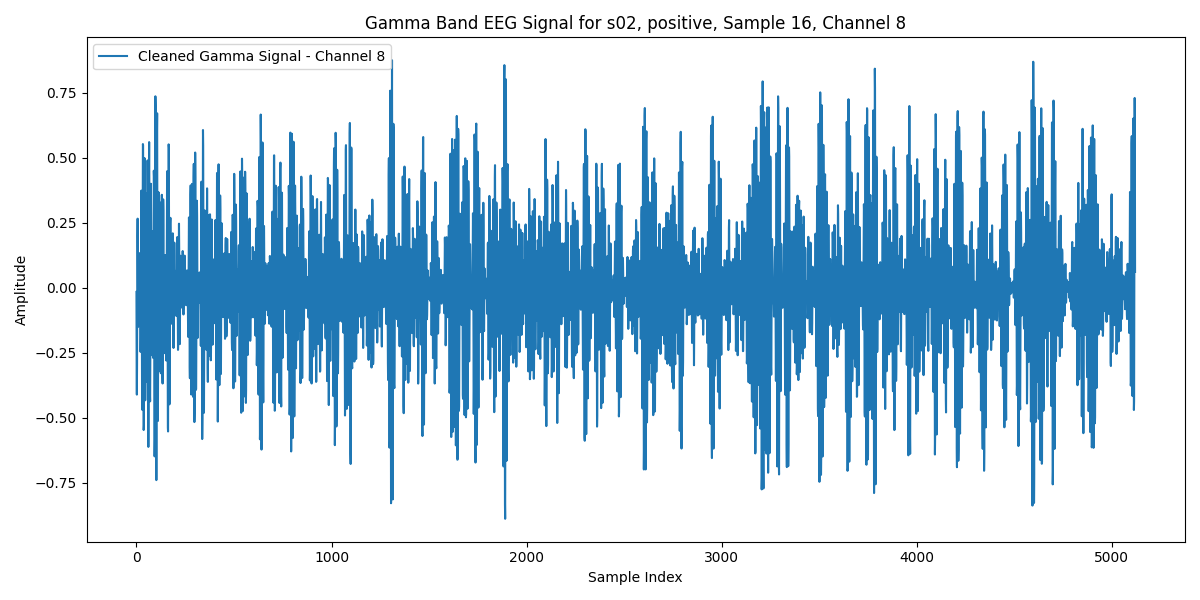 Gamma Band EEG Signal for s02, positive, Sample 16, Channel 8
Cleaned Gamma Signal - Channel 8
Amplitude
0.75
0.50
0.25
0.00
−0.25
−0.50
−0.75
0 1000 2000 3000 4000 5000
Sample Index